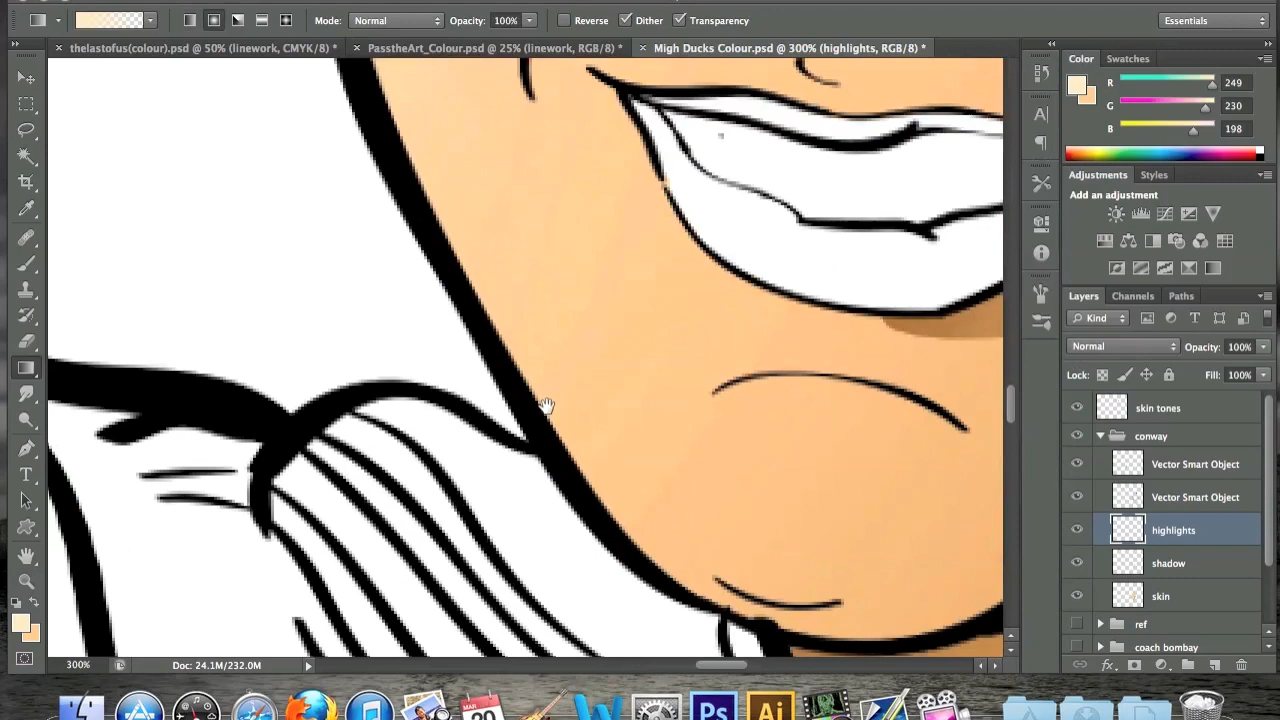 Mode: Normal Opacity: 100% Reverse Dither Transparency Essentials
thelastofus(colour).psd @ 50% (linework, CMYK/8) * PasstheArt_Colour.psd @ 25% (linework, RGB/8) * Migh Ducks Colour.psd @ 300% (highlights, RGB/8) *
Color Swatches
R 249
G 230
B 198
Adjustments Styles
Add an adjustment
Layers Channels Paths
Kind
Normal Opacity: 100%
Lock: Fill: 100%
skin tones
conway
Vector Smart Object
Vector Smart Object
highlights
shadow
skin
ref
coach bombay
300% Doc: 24.1M/232.0M
Ps Ai